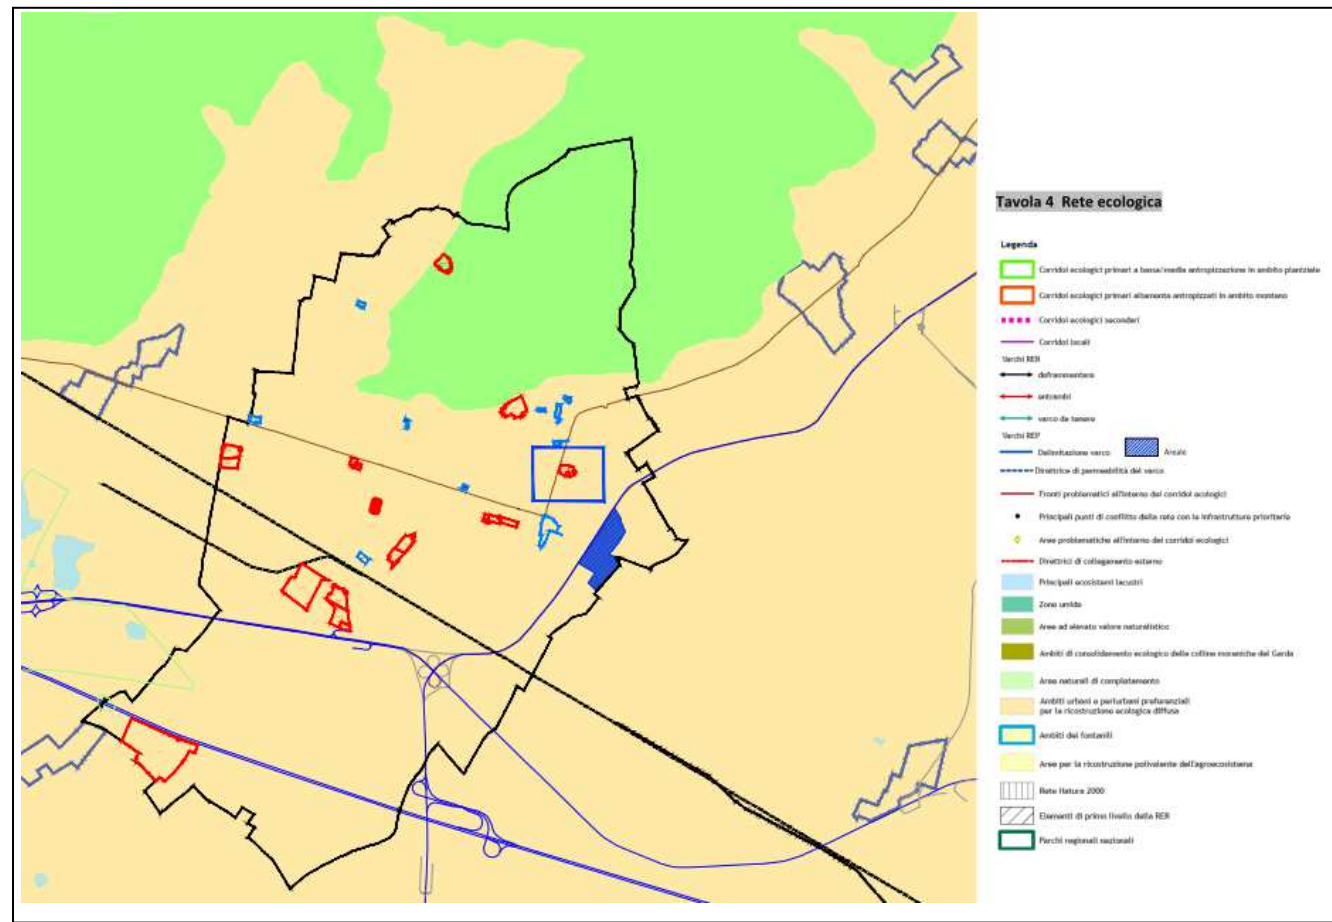 Tavola 4 Rete ecologica
Legenda
Corridoi ecologici primari a bassa/media antropizzazione in ambito planiziale
Corridoi ecologici primari altamente antropizzati in ambito montano
Corridoi ecologici secondari
Corridoi locali
Varchi RER
deframmentare
entrambi
varco da tenere
Varchi REP
Delimitazione varco
Areale
Direttrice di permeabilità del varco
Fronti problematici all'interno dei corridoi ecologici
Principali punti di conflitto della rete con le infrastrutture prioritarie
Aree problematiche all'interno dei corridoi ecologici
Direttrici di collegamento esterno
Principali ecosistemi lacustri
Zone umide
Aree ad elevato valore naturalistico
Ambiti di consolidamento ecologico delle colline moreniche del Garda
Aree naturali di completamento
Ambiti urbani e periurbani preferenziali
per la ricostruzione ecologica diffusa
Ambiti dei fontanili
Aree per la ricostruzione polivalente dell'agroecosistema
Rete Natura 2000
Elementi di primo livello della RER
Parchi regionali nazionali